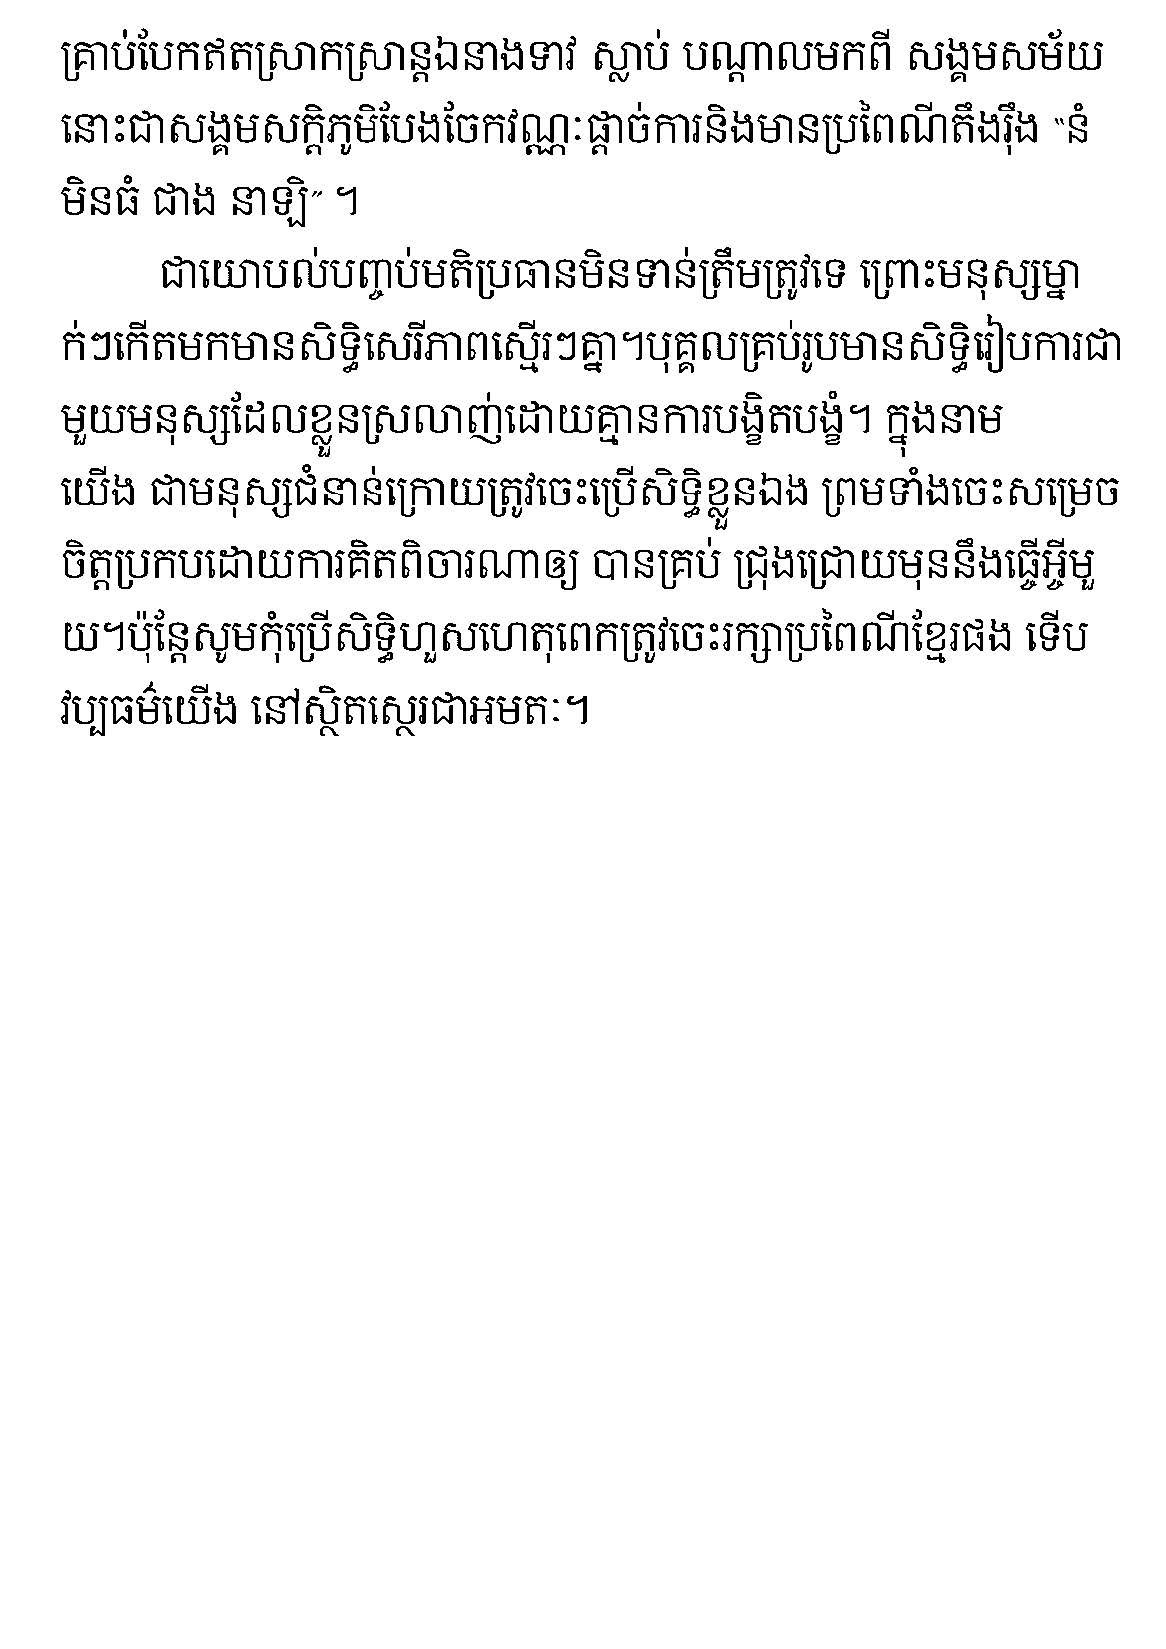 គ្រាប់បែកឥតស្រាកស្រាន្តឯនាងទាវ ស្លាប់ បណ្ដាលមកពី សង្គមសម័យ
នោះជាសង្គមសក្ដិភូមិបែងចែកវណ្ណៈផ្ដាច់ការនិងមានប្រពៃណីតឹងរ៉ឹង “នំ
មិនធំ ជាង នាឡិ” ។
ជាយោបល់បញ្ចប់មតិប្រធានមិនទាន់ត្រឹមត្រូវទេ ព្រោះមនុស្សម្នា
ក់ៗកើតមកមានសិទ្ធិសេរីភាពស្មើរៗគ្នា។បុគ្គលគ្រប់រូបមានសិទ្ធិរៀបការជា
មួយមនុស្សដែលខ្លួនស្រលាញ់ដោយគ្មានការបង្ខិតបង្ខំ។ ក្នុងនាម
យើង ជាមនុស្សជំនាន់ក្រោយត្រូវចេះប្រើសិទ្ធិខ្លួនឯង ព្រមទាំងចេះសម្រេច
ចិត្តប្រកបដោយការគិតពិចារណាឲ្យ បានគ្រប់ ជ្រុងជ្រោយមុននឹងធ្វើអ្វីមួ
យ។ប៉ុន្តែសូមកុំប្រើសិទ្ធិហួសហេតុពេកត្រូវចេះរក្សាប្រពៃណីខ្មែរផង ទើប
វប្បធម៌យើង នៅស្ថិតស្ថេរជាអមតៈ។